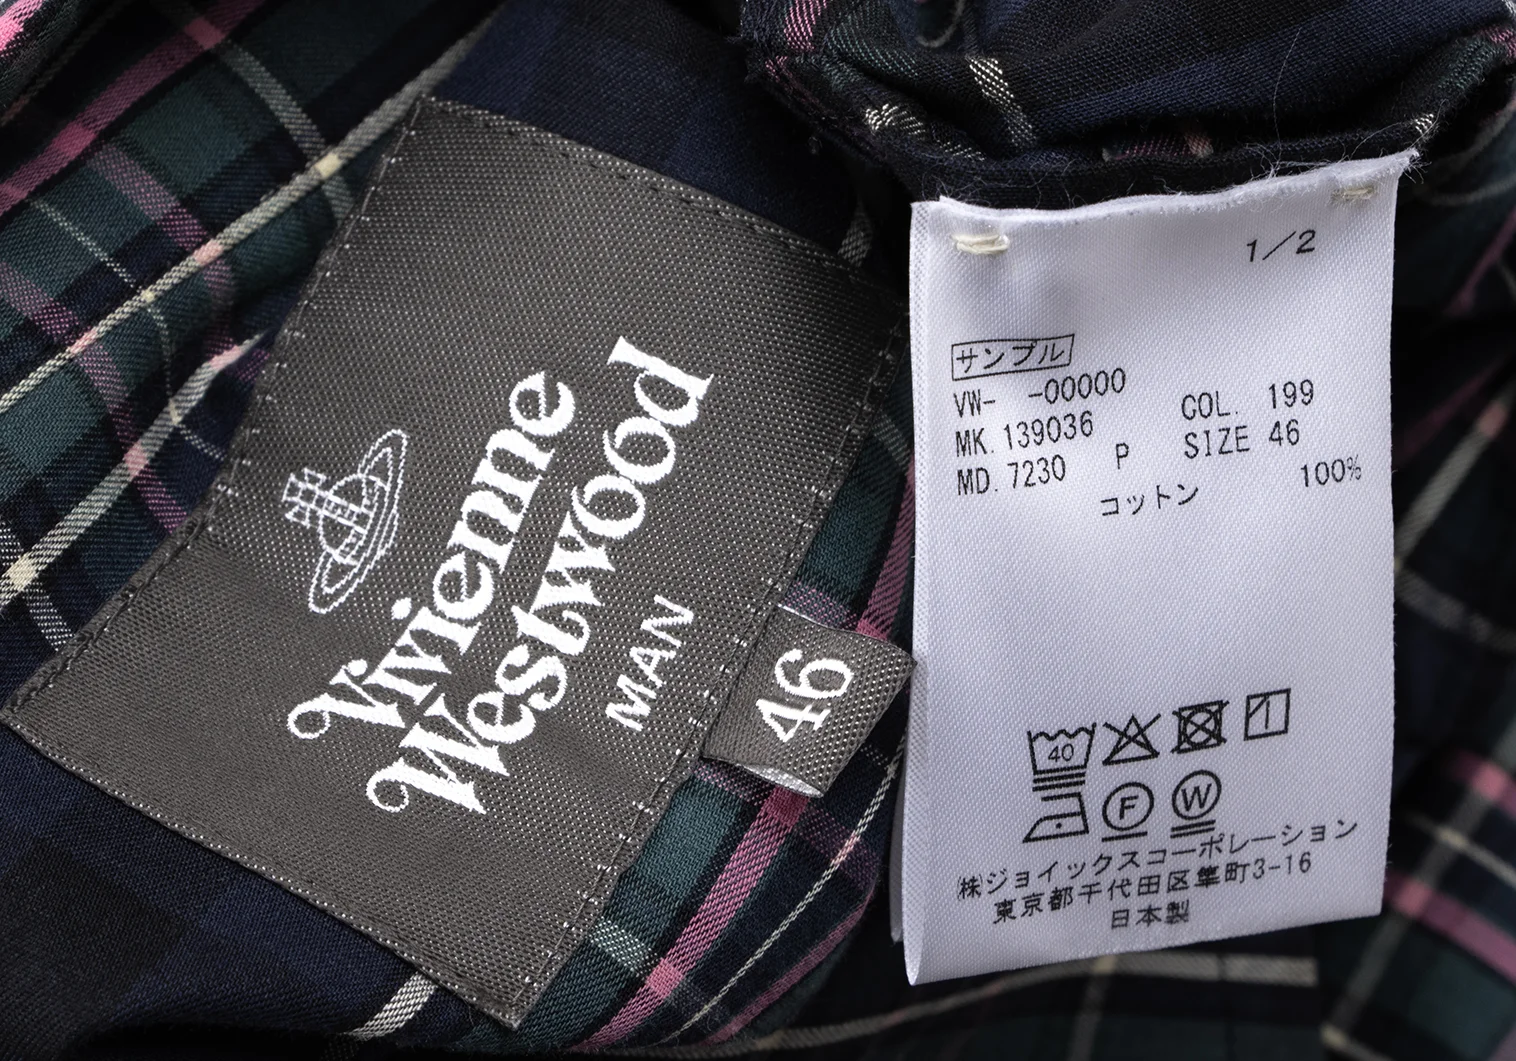 Vivienne
Westwood
MAN
46
1/2
サンプル
VW-　-00000
MK. 139036 COL. 199
MD. 7230 P SIZE 46
コットン 100%
40
F W
㈱ジョイックスコーポレーション
東京都千代田区隼町3-16
日本製